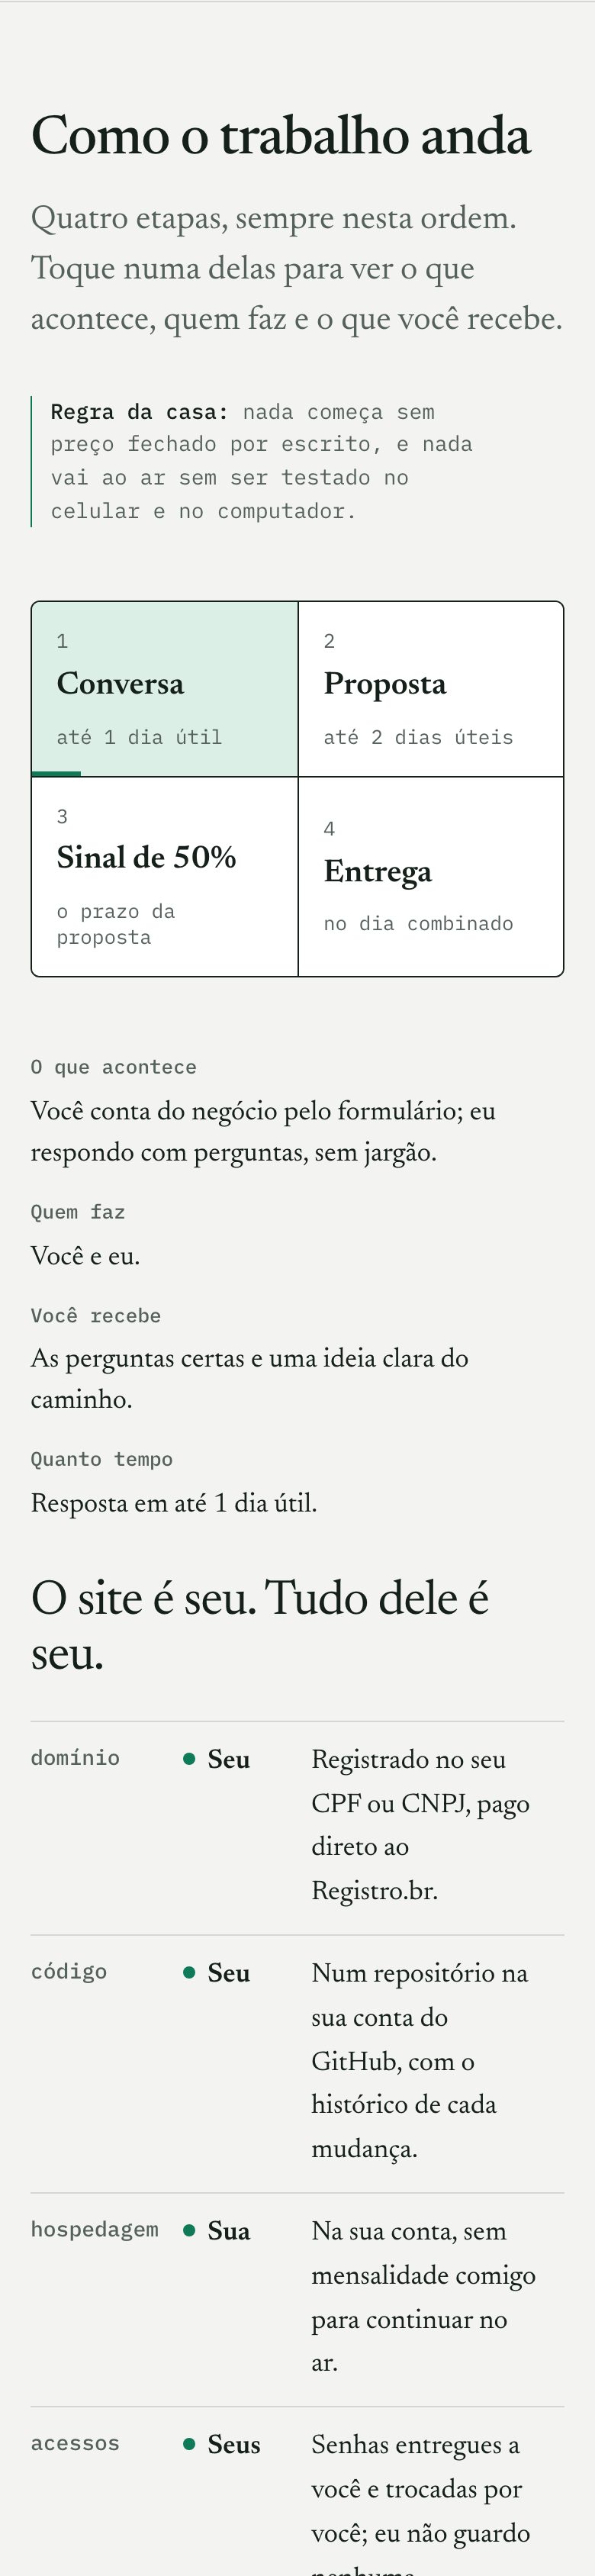 Como o trabalho anda
Quatro etapas, sempre nesta ordem.
Toque numa delas para ver o que
acontece, quem faz e o que você recebe.
Regra da casa: nada começa sem
preço fechado por escrito, e nada
vai ao ar sem ser testado no
celular e no computador.
1
Conversa
até 1 dia útil
2
Proposta
até 2 dias úteis
3
Sinal de 50%
o prazo da
proposta
4
Entrega
no dia combinado
O que acontece
Você conta do negócio pelo formulário; eu
respondo com perguntas, sem jargão.
Quem faz
Você e eu.
Você recebe
As perguntas certas e uma ideia clara do
caminho.
Quanto tempo
Resposta em até 1 dia útil.
O site é seu. Tudo dele é
seu.
domínio
Seu
Registrado no seu
CPF ou CNPJ, pago
direto ao
Registro.br.
código
Seu
Num repositório na
sua conta do
GitHub, com o
histórico de cada
mudança.
hospedagem
Sua
Na sua conta, sem
mensalidade comigo
para continuar no
ar.
acessos
Seus
Senhas entregues a
você e trocadas por
você; eu não guardo